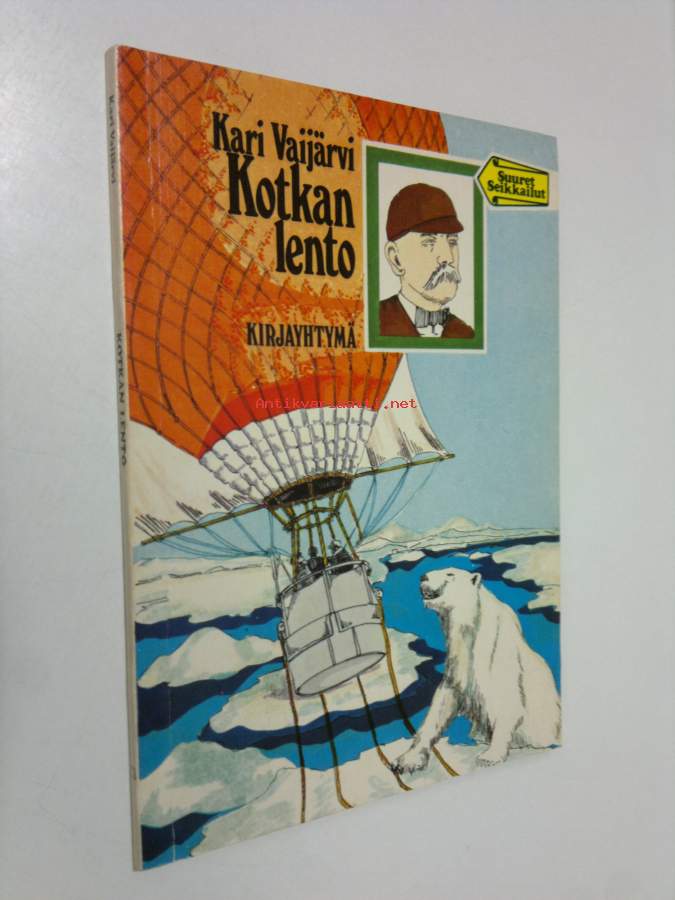 Kari Vaijärvi
Kotkan
lento
KIRJAYHTYMÄ
Suuret
Seikkailut
Antikvariaatti.net
Kari Vaijärvi
KOTKAN LENTO